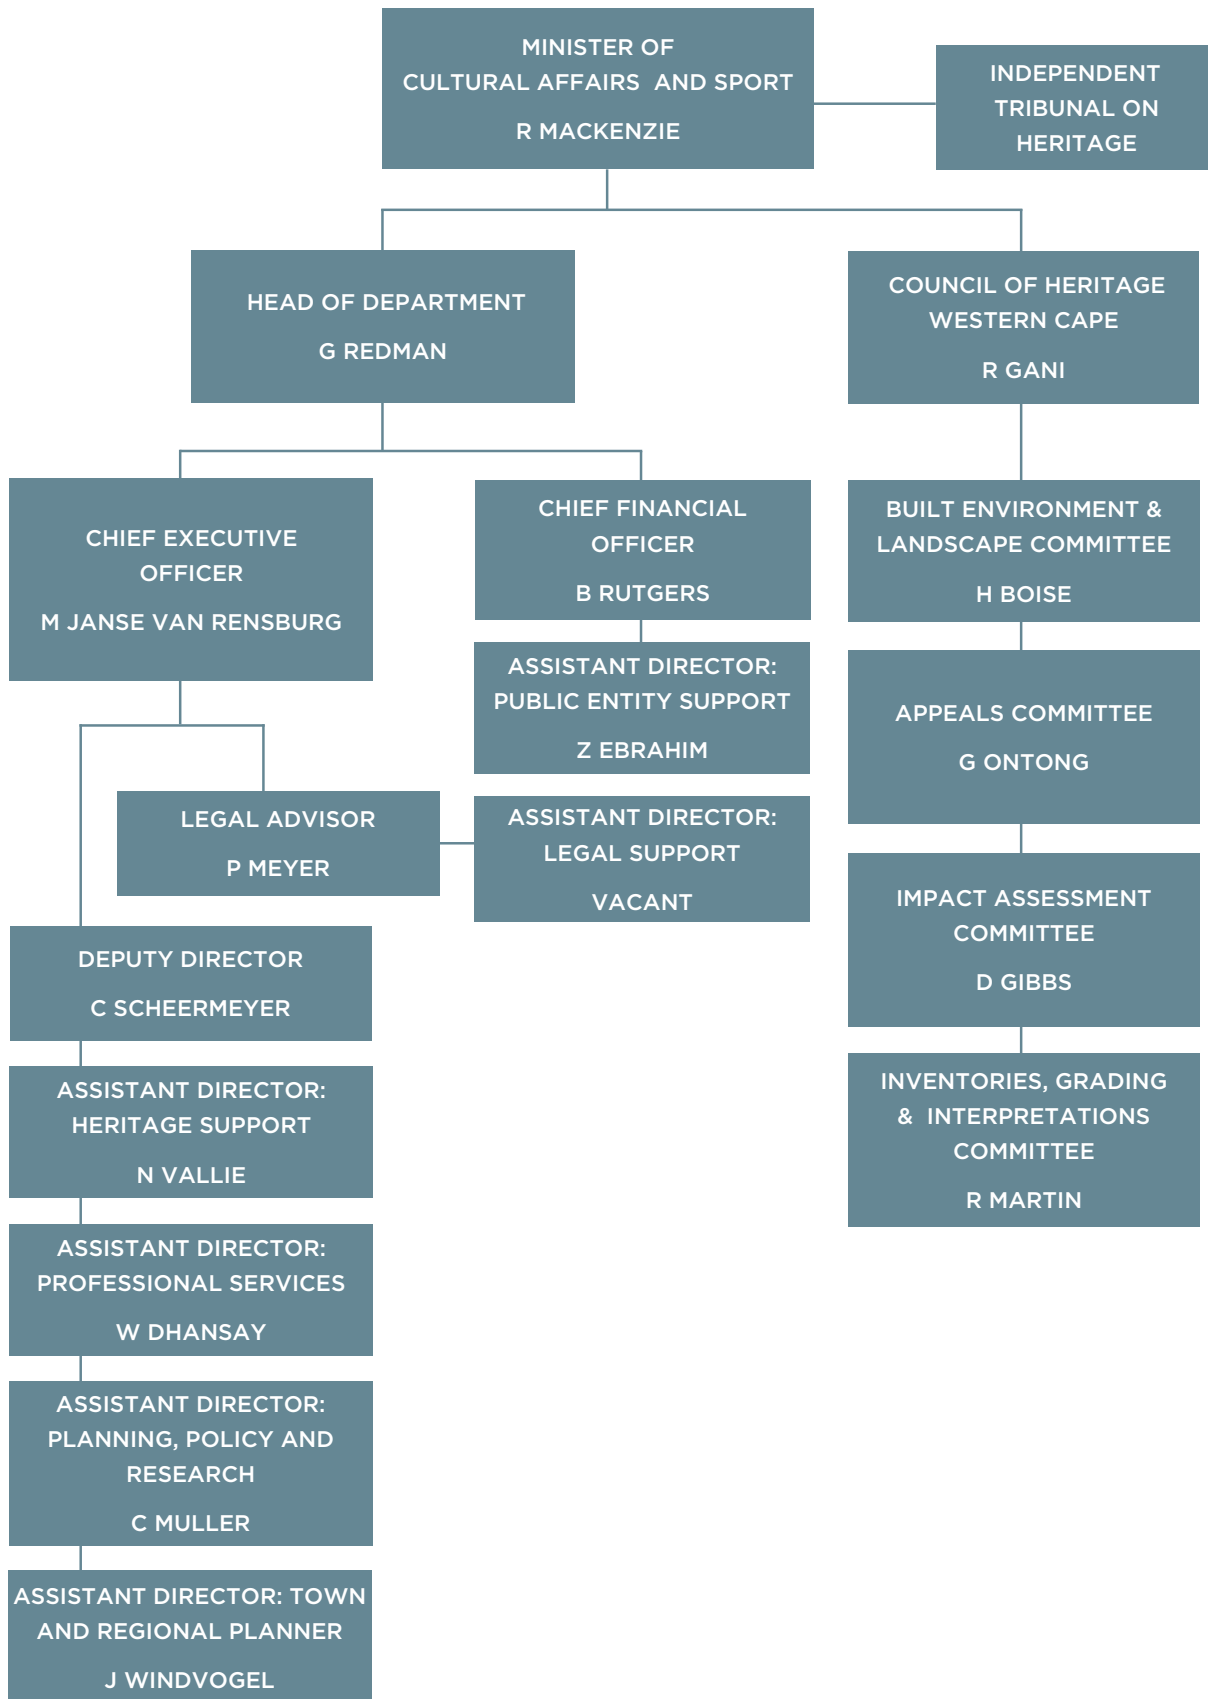 MINISTER OF
CULTURAL AFFAIRS AND SPORT
R MACKENZIE
INDEPENDENT
TRIBUNAL ON
HERITAGE
HEAD OF DEPARTMENT
G REDMAN
COUNCIL OF HERITAGE
WESTERN CAPE
R GANI
CHIEF EXECUTIVE
OFFICER
M JANSE VAN RENSBURG
CHIEF FINANCIAL
OFFICER
B RUTGERS
BUILT ENVIRONMENT &
LANDSCAPE COMMITTEE
H BOISE
ASSISTANT DIRECTOR:
PUBLIC ENTITY SUPPORT
Z EBRAHIM
APPEALS COMMITTEE
G ONTONG
LEGAL ADVISOR
P MEYER
ASSISTANT DIRECTOR:
LEGAL SUPPORT
VACANT
IMPACT ASSESSMENT
COMMITTEE
D GIBBS
DEPUTY DIRECTOR
C SCHEERMEYER
ASSISTANT DIRECTOR:
HERITAGE SUPPORT
N VALLIE
INVENTORIES, GRADING
& INTERPRETATIONS
COMMITTEE
R MARTIN
ASSISTANT DIRECTOR:
PROFESSIONAL SERVICES
W DHANSAY
ASSISTANT DIRECTOR:
PLANNING, POLICY AND
RESEARCH
C MULLER
ASSISTANT DIRECTOR: TOWN
AND REGIONAL PLANNER
J WINDVOGEL